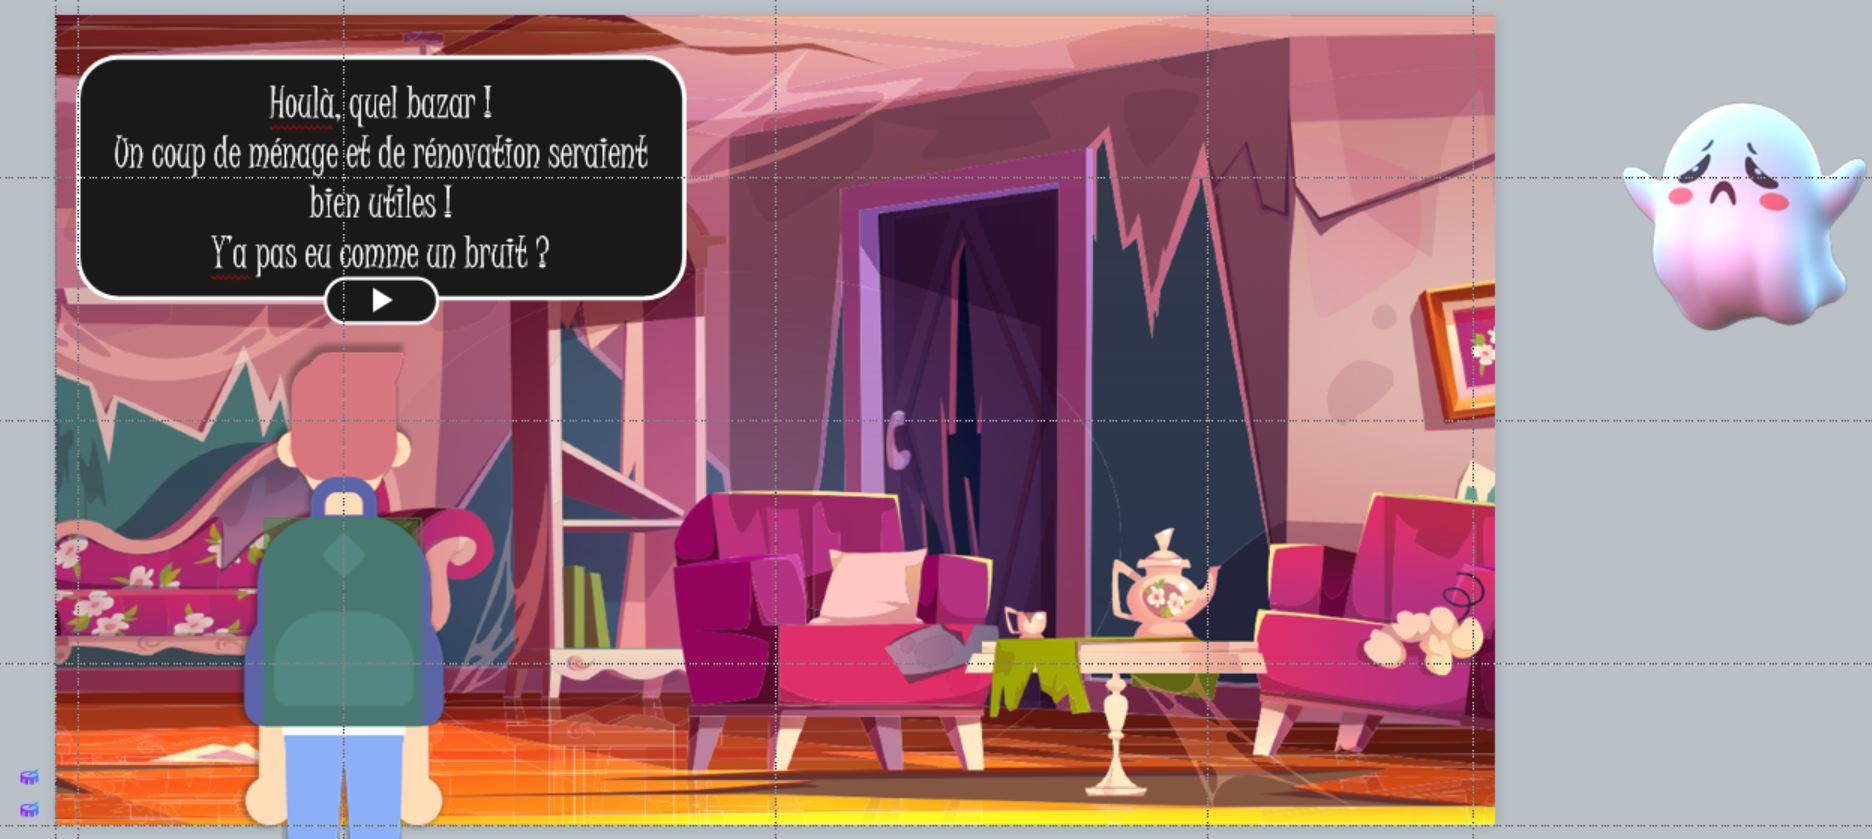 Houlà, quel bazar !
Un coup de ménage et de rénovation seraient
bien utiles !
Y'a pas eu comme un bruit ?